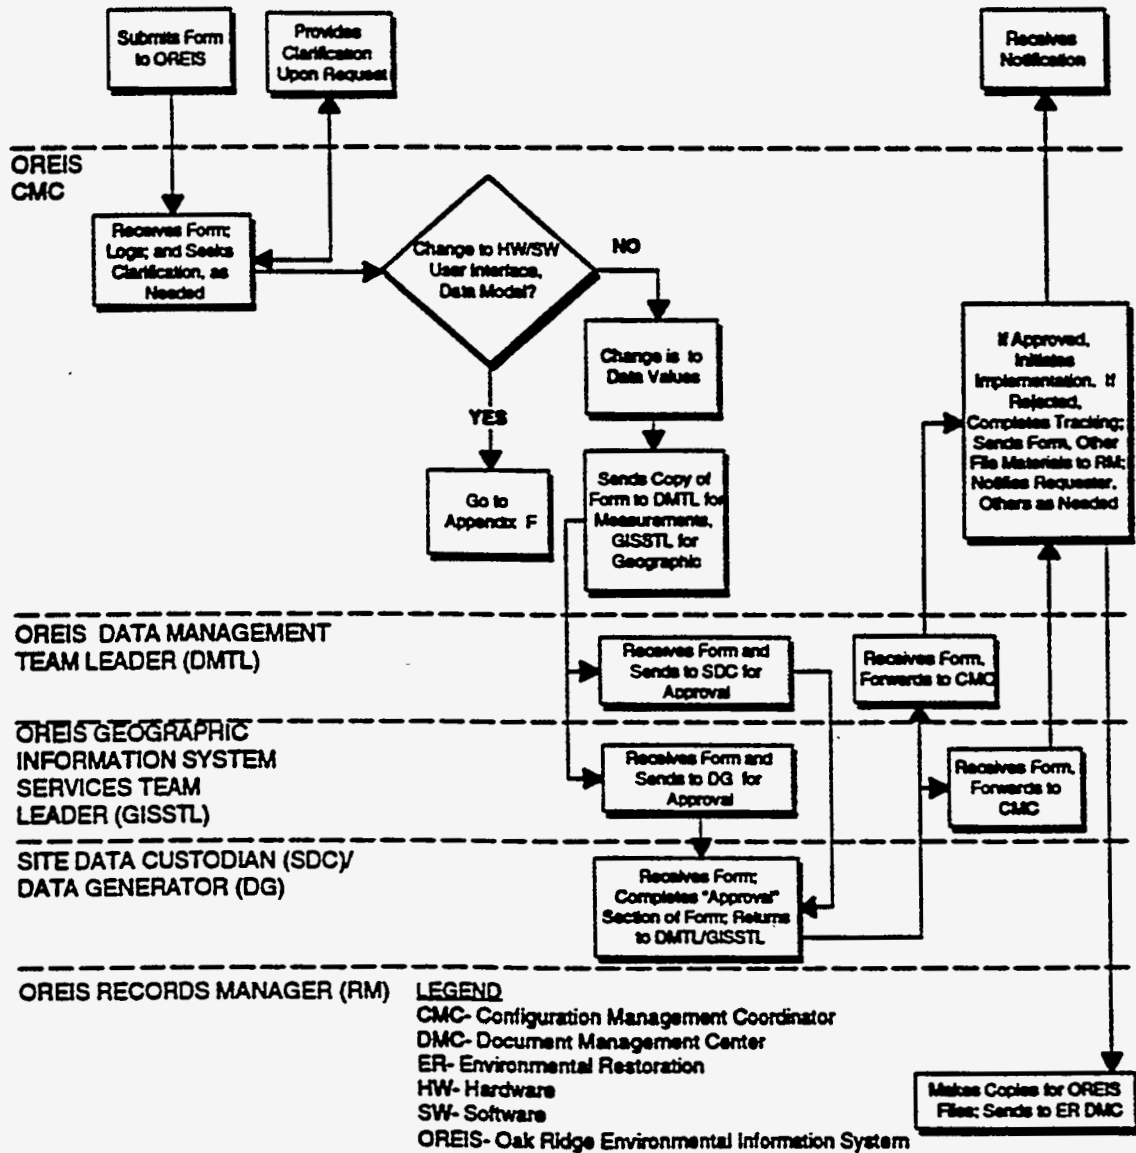 Submits Form
to OREIS
Provides
Clarification
Upon Request
Receives
Notification
OREIS
CMC
Receives Form;
Logs; and Seeks
Clarification, as
Needed
Change to HW/SW
User Interface,
Data Model?
NO
YES
Change is to
Data Values
Go to
Appendix F
Sends Copy of
Form to DMTL for
Measurements,
GISSTL for
Geographic
If Approved,
Initiates
Implementation. If
Rejected,
Completes Tracking;
Sends Form, Other
File Materials to RM;
Notifies Requester,
Others as Needed
OREIS DATA MANAGEMENT
TEAM LEADER (DMTL)
Receives Form and
Sends to SDC for
Approval
Receives Form,
Forwards to CMC
OREIS GEOGRAPHIC
INFORMATION SYSTEM
SERVICES TEAM
LEADER (GISSTL)
Receives Form and
Sends to DG for
Approval
Receives Form,
Forwards to
CMC
SITE DATA CUSTODIAN (SDC)/
DATA GENERATOR (DG)
Receives Form;
Completes "Approval"
Section of Form; Returns
to DMTL/GISSTL
OREIS RECORDS MANAGER (RM)
LEGEND
CMC- Configuration Management Coordinator
DMC- Document Management Center
ER- Environmental Restoration
HW- Hardware
SW- Software
OREIS- Oak Ridge Environmental Information System
Makes Copies for OREIS
Files; Sends to ER DMC